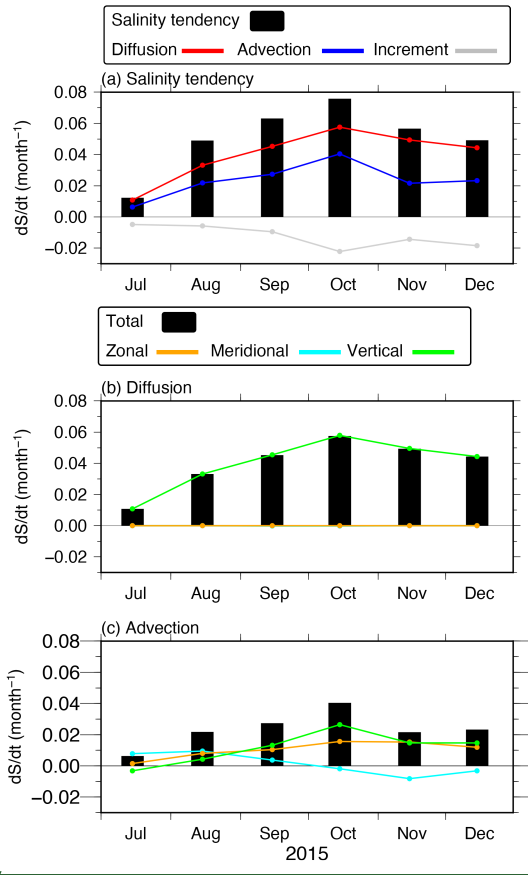 Salinity tendency
Diffusion Advection Increment
(a) Salinity tendency
0.08
0.06
0.04
0.02
0.00
−0.02
dS/dt (month⁻¹)
Jul Aug Sep Oct Nov Dec
Total
Zonal Meridional Vertical
(b) Diffusion
0.08
0.06
0.04
0.02
0.00
−0.02
dS/dt (month⁻¹)
Jul Aug Sep Oct Nov Dec
(c) Advection
0.08
0.06
0.04
0.02
0.00
−0.02
dS/dt (month⁻¹)
Jul Aug Sep Oct Nov Dec
2015